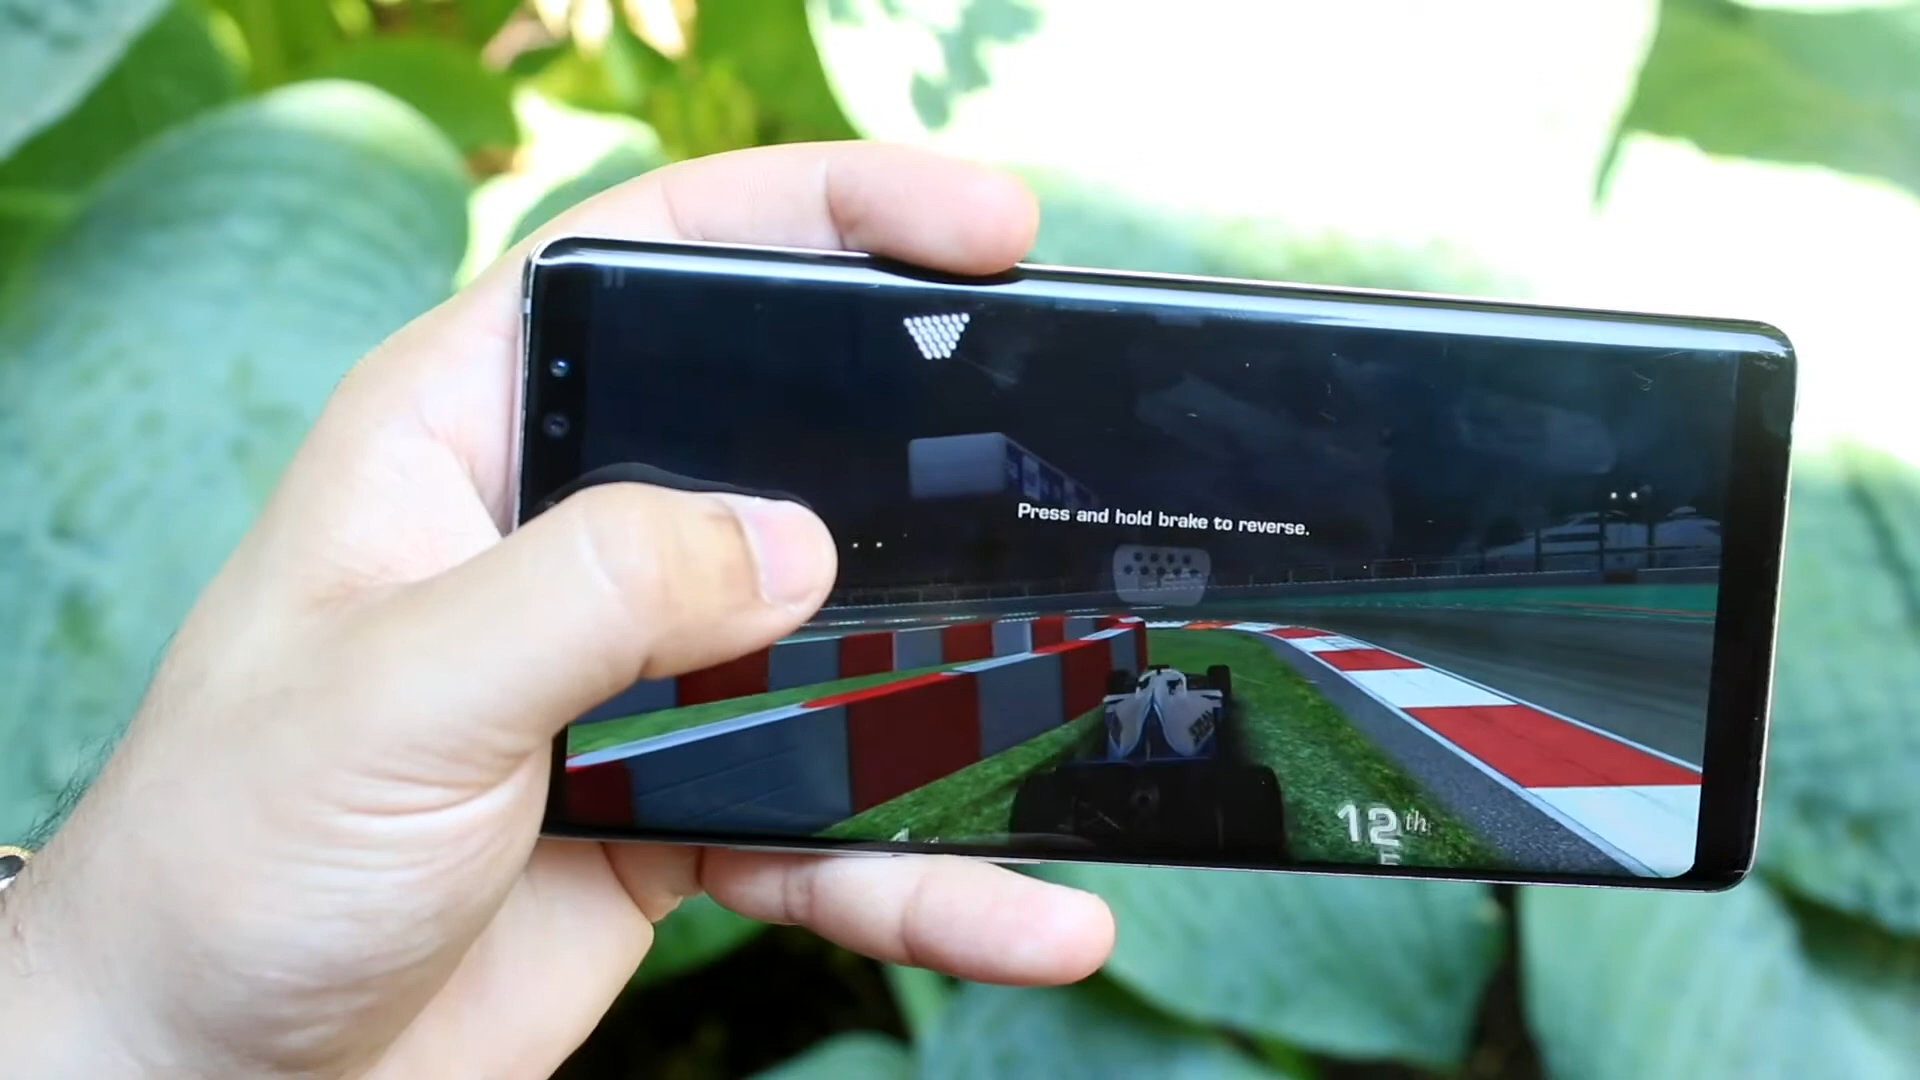 Press and hold brake to reverse.
12th